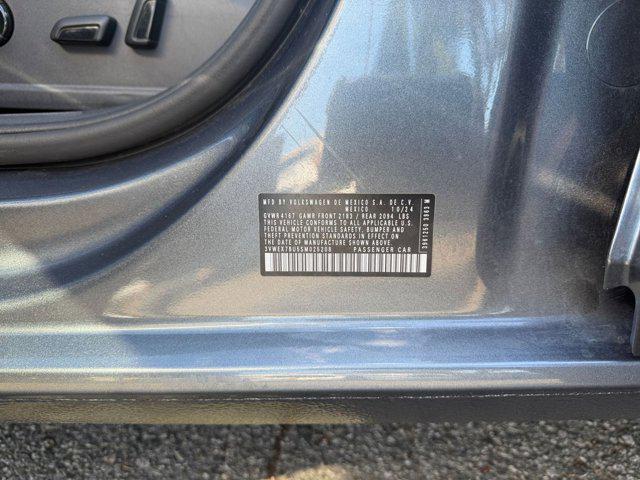 MFD BY VOLKSWAGEN DE MEXICO S.A. DE C.V.
MEXICO 10/24
GVWR 4167 GAWR FRONT 2183 / REAR 2094 LBS
THIS VEHICLE CONFORMS TO ALL APPLICABLE U.S.
FEDERAL MOTOR VEHICLE SAFETY, BUMPER AND
THEFT PREVENTION STANDARDS IN EFFECT ON
THE DATE OF MANUFACTURE SHOWN ABOVE.
PASSENGER CAR